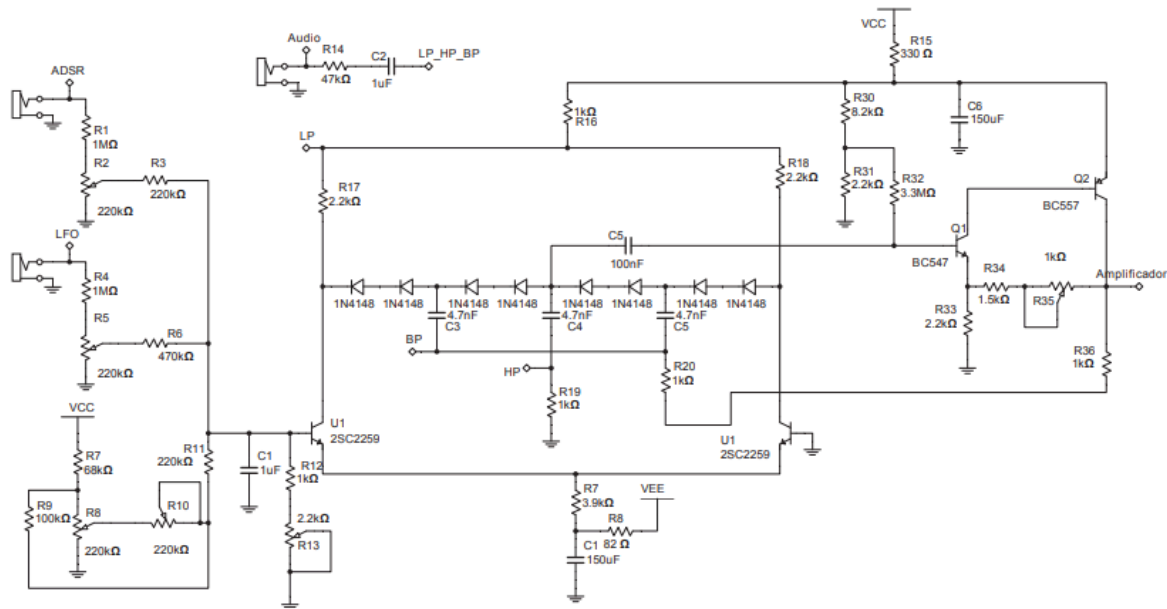 ADSR
R1
1MΩ
R2
220kΩ
R3
220kΩ
LFO
R4
1MΩ
R5
220kΩ
R6
470kΩ
VCC
R7
68kΩ
R9
100kΩ
R8
220kΩ
R10
220kΩ
R11
220kΩ
C1
1uF
R12
1kΩ
2.2kΩ
R13
Audio
R14
47kΩ
C2
1uF
LP_HP_BP
LP
1kΩ
R16
R17
2.2kΩ
R18
2.2kΩ
C5
100nF
1N4148
1N4148
1N4148
1N4148
1N4148
1N4148
1N4148
1N4148
4.7nF
C3
4.7nF
C4
4.7nF
C5
BP
HP
R19
1kΩ
R20
1kΩ
U1
2SC2259
U1
2SC2259
R7
3.9kΩ
R8
82 Ω
VEE
C1
150uF
VCC
R15
330 Ω
R30
8.2kΩ
C6
150uF
R31
2.2kΩ
R32
3.3MΩ
Q1
BC547
Q2
BC557
R33
2.2kΩ
R34
1.5kΩ
1kΩ
R35
Amplificador
R36
1kΩ